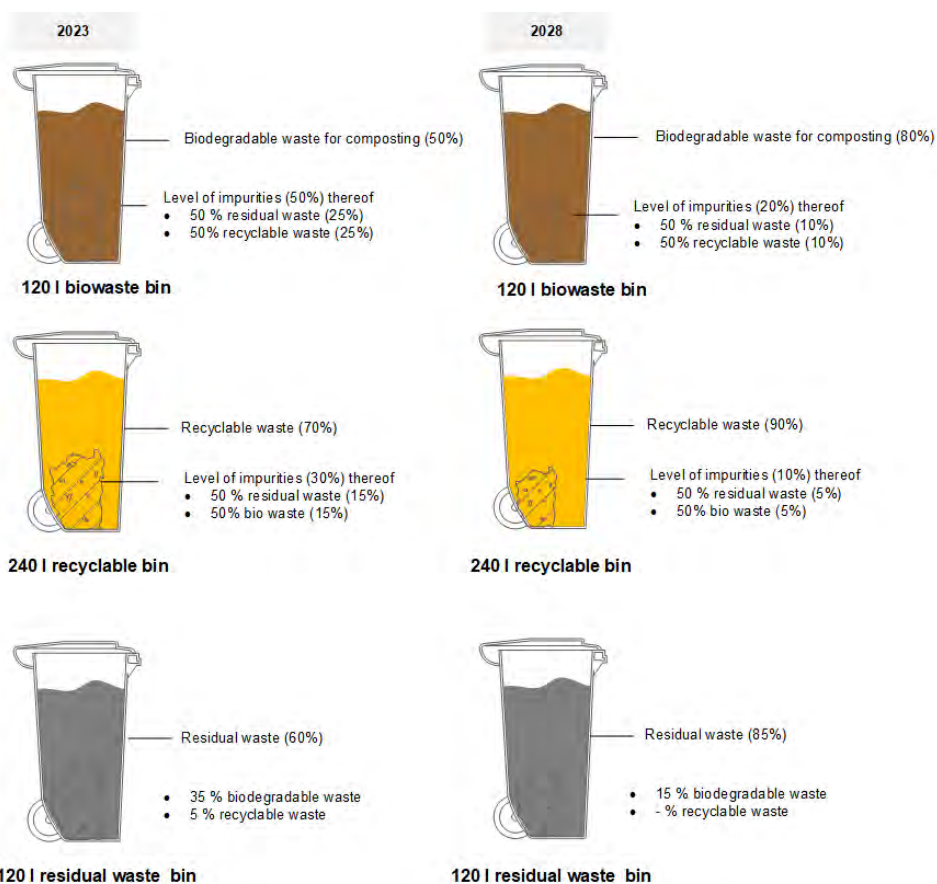 2023
2028
Biodegradable waste for composting (50%)
Level of impurities (50%) thereof
• 50 % residual waste (25%)
• 50% recyclable waste (25%)
120 l biowaste bin
Biodegradable waste for composting (80%)
Level of impurities (20%) thereof
• 50 % residual waste (10%)
• 50% recyclable waste (10%)
120 l biowaste bin
Recyclable waste (70%)
Level of impurities (30%) thereof
• 50 % residual waste (15%)
• 50% bio waste (15%)
240 l recyclable bin
Recyclable waste (90%)
Level of impurities (10%) thereof
• 50 % residual waste (5%)
• 50% bio waste (5%)
240 l recyclable bin
Residual waste (60%)
• 35 % biodegradable waste
• 5 % recyclable waste
120 l residual waste bin
Residual waste (85%)
• 15 % biodegradable waste
• - % recyclable waste
120 l residual waste bin